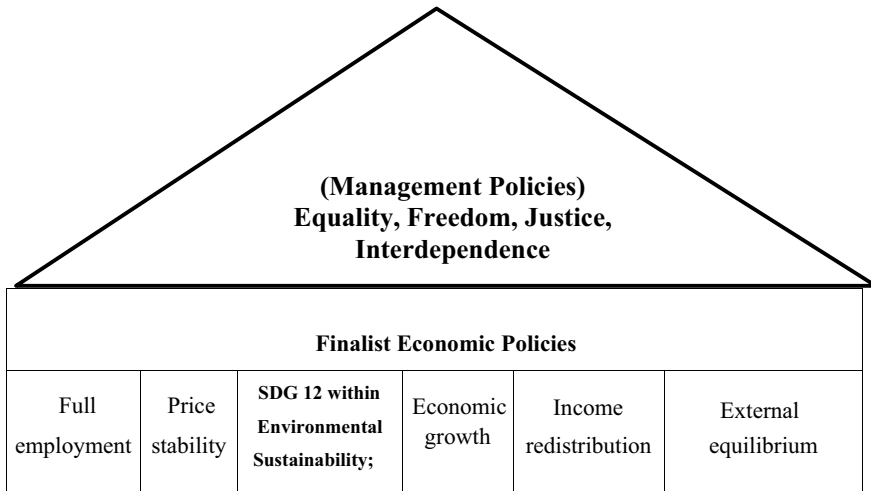 (Management Policies)
Equality, Freedom, Justice,
Interdependence
Finalist Economic Policies
Full
employment
Price
stability
SDG 12 within
Environmental
Sustainability;
Economic
growth
Income
redistribution
External
equilibrium